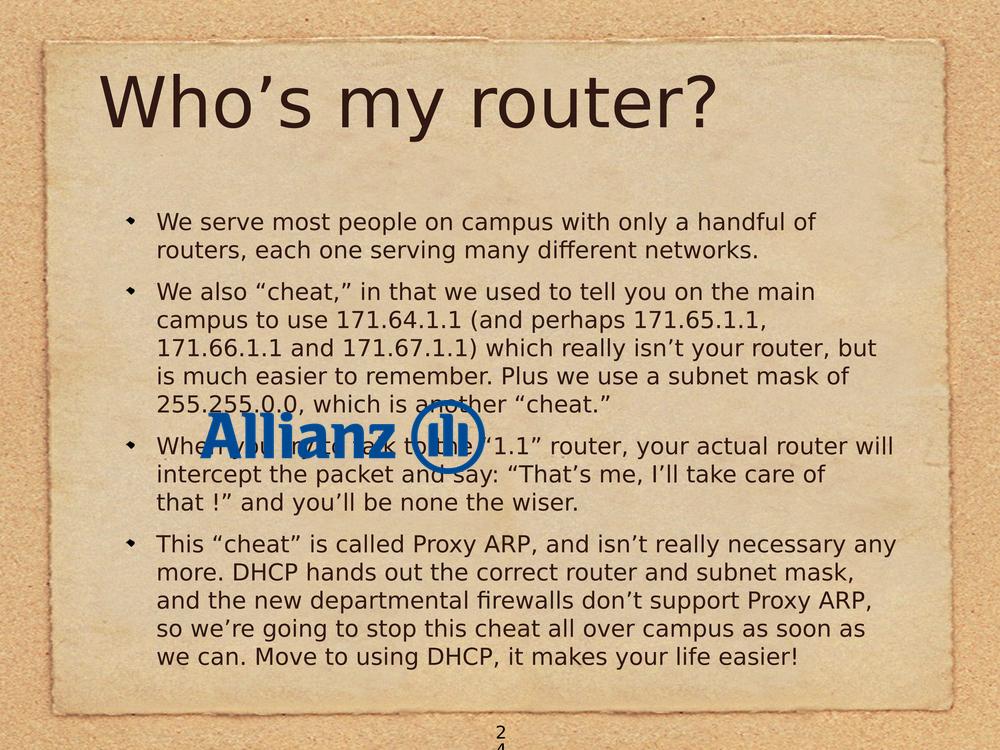 Who’s my router?
We serve most people on campus with only a handful of
routers, each one serving many different networks.
We also “cheat,” in that we used to tell you on the main
campus to use 171.64.1.1 (and perhaps 171.65.1.1,
171.66.1.1 and 171.67.1.1) which really isn’t your router, but
is much easier to remember. Plus we use a subnet mask of
255.255.0.0, which is another “cheat.”
Allianz
When you try to talk to the “1.1” router, your actual router will
intercept the packet and say: “That’s me, I’ll take care of
that !” and you’ll be none the wiser.
This “cheat” is called Proxy ARP, and isn’t really necessary any
more. DHCP hands out the correct router and subnet mask,
and the new departmental firewalls don’t support Proxy ARP,
so we’re going to stop this cheat all over campus as soon as
we can. Move to using DHCP, it makes your life easier!
2
4